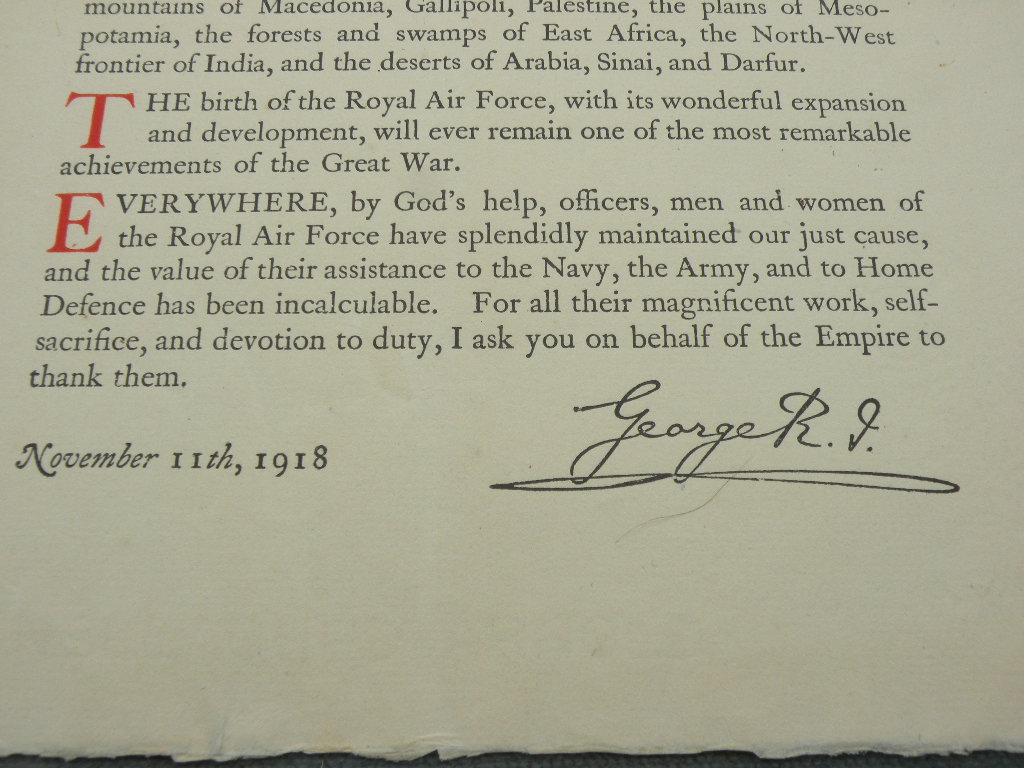 mountains of Macedonia, Gallipoli, Palestine, the plains of Meso-
potamia, the forests and swamps of East Africa, the North-West
frontier of India, and the deserts of Arabia, Sinai, and Darfur.
THE birth of the Royal Air Force, with its wonderful expansion
and development, will ever remain one of the most remarkable
achievements of the Great War.
EVERYWHERE, by God's help, officers, men and women of
the Royal Air Force have splendidly maintained our just cause,
and the value of their assistance to the Navy, the Army, and to Home
Defence has been incalculable. For all their magnificent work, self-
sacrifice, and devotion to duty, I ask you on behalf of the Empire to
thank them.
George R. I.
November 11th, 1918